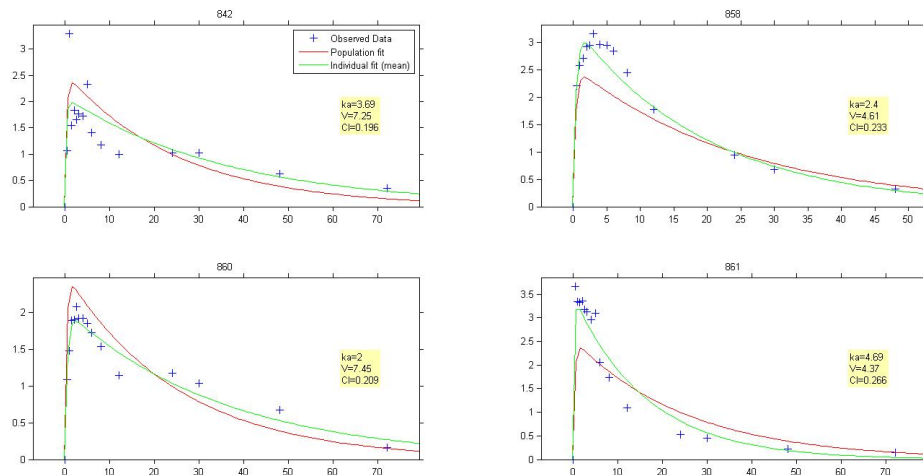 842
Observed Data
Population fit
Individual fit (mean)
ka=3.69
V=7.25
Cl=0.196
3.5
3
2.5
2
1.5
1
0.5
0
0 10 20 30 40 50 60 70
858
ka=2.4
V=4.61
Cl=0.233
3.5
3
2.5
2
1.5
1
0.5
0
0 5 10 15 20 25 30 35 40 45 50
860
ka=2
V=7.45
Cl=0.209
2
1.5
1
0.5
0
0 10 20 30 40 50 60 70
861
ka=4.69
V=4.37
Cl=0.266
3.5
3
2.5
2
1.5
1
0.5
0
0 10 20 30 40 50 60 70